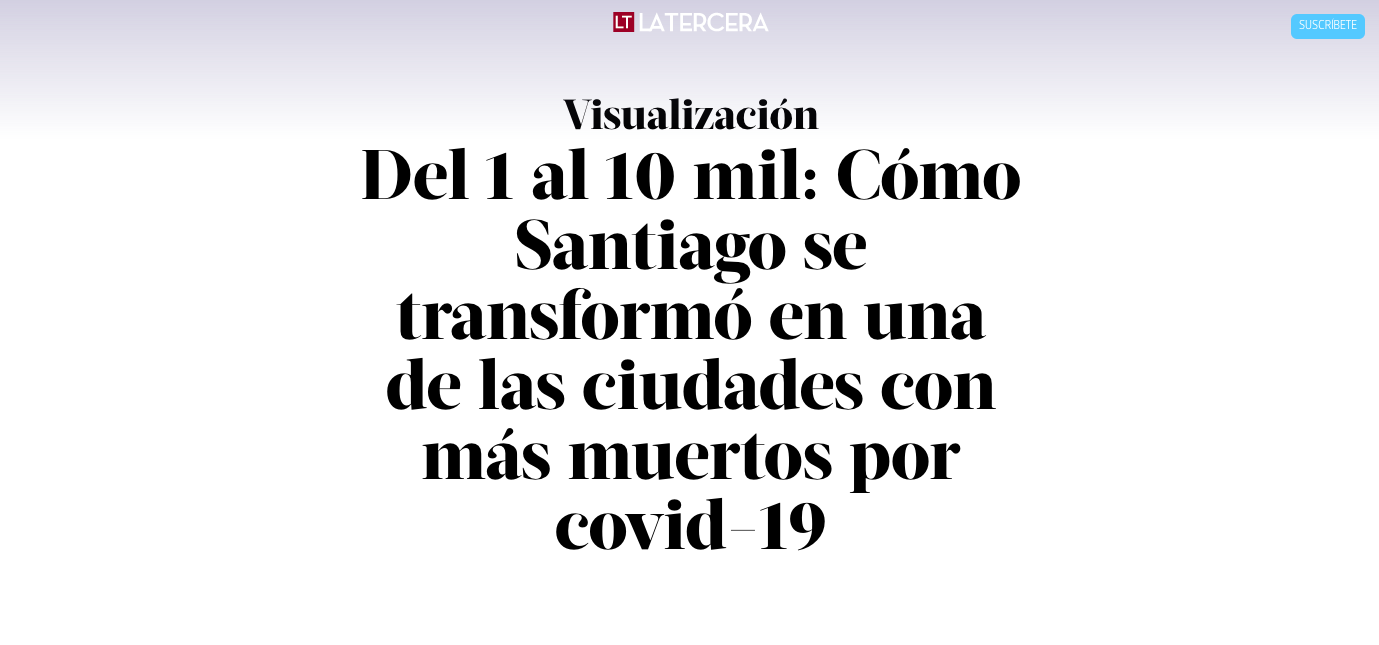 LT LATERCERA
SUSCRÍBETE
Visualización
Del 1 al 10 mil: Cómo
Santiago se
transformó en una
de las ciudades con
más muertos por
covid-19